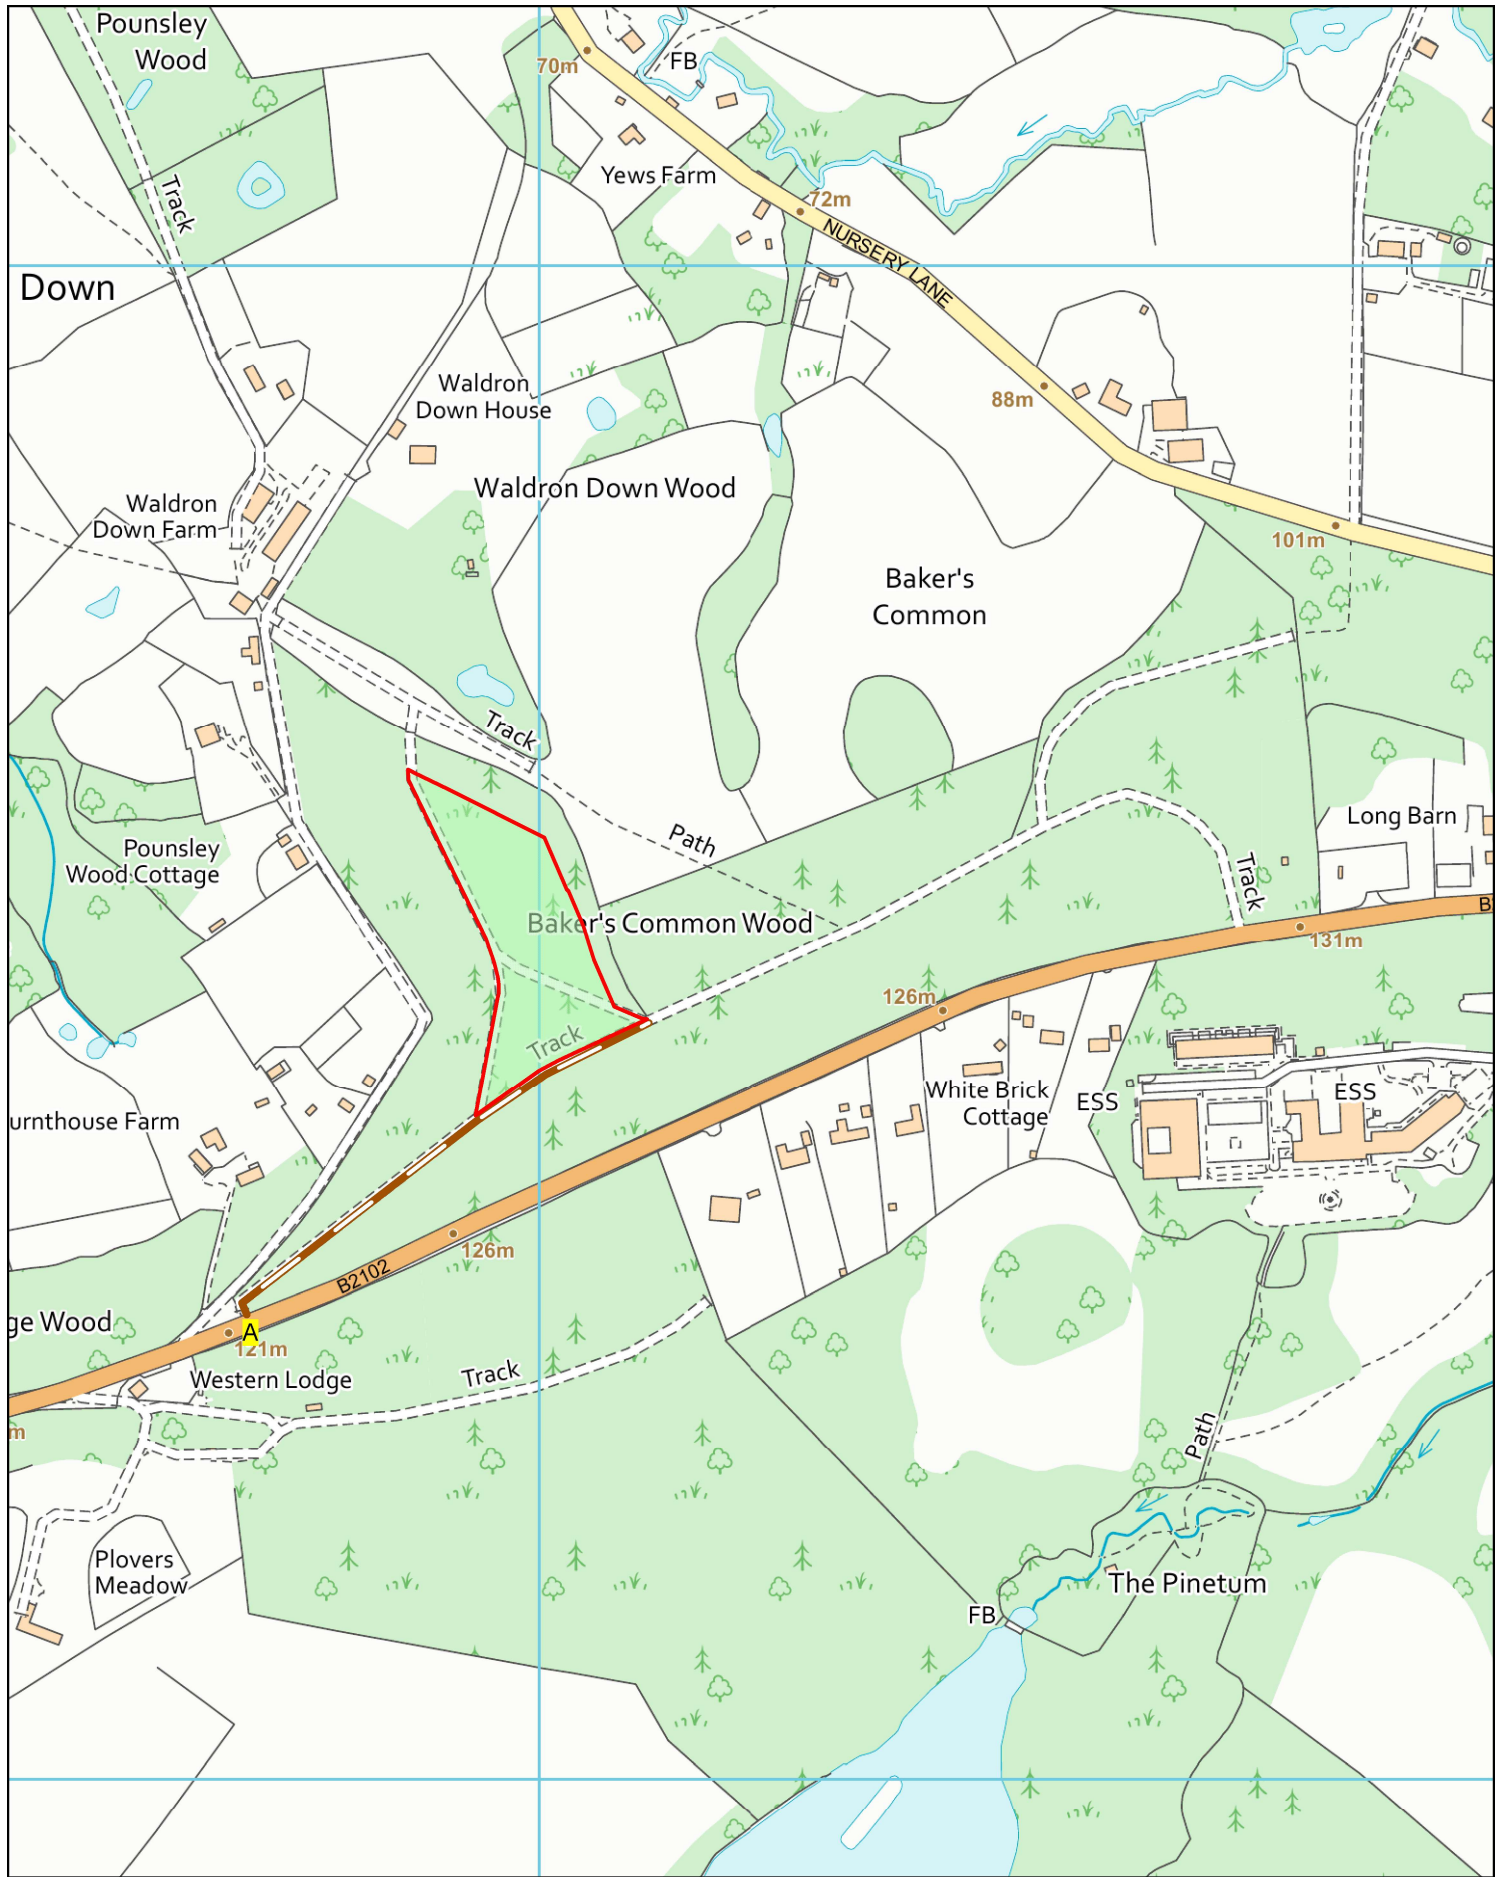 Pounsley
Wood
70m
FB
Track
Yews Farm
72m
NURSERY LANE
Down
Waldron
Down House
88m
Waldron
Down Farm
Waldron Down Wood
101m
Baker's
Common
Track
Path
Pounsley
Wood Cottage
Long Barn
Track
Baker's Common Wood
B
131m
126m
Track
White Brick
Cottage
ESS
ESS
urnthouse Farm
126m
B2102
ge Wood
A
121m
Western Lodge
Track
m
Path
Plovers
Meadow
The Pinetum
FB